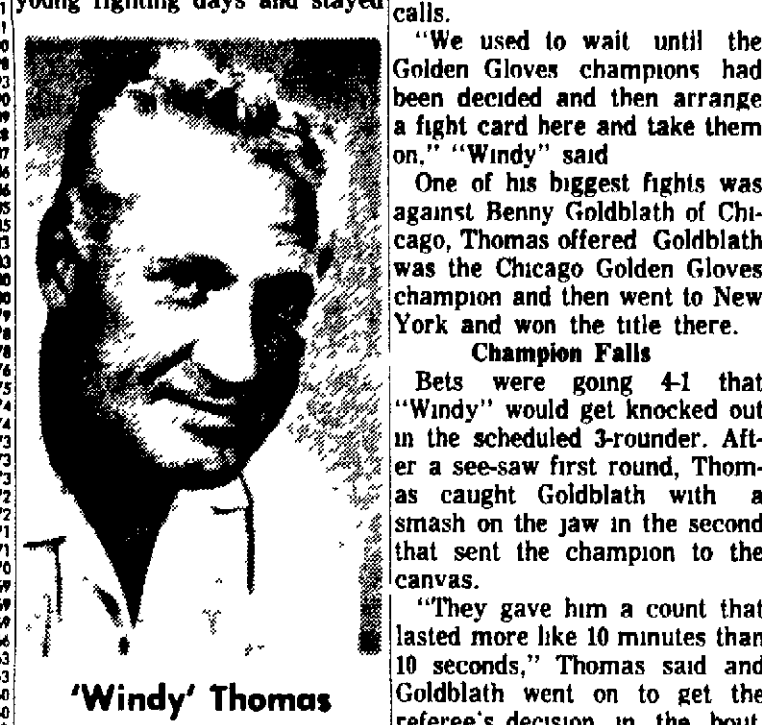 young fighting days and stayed
'Windy' Thomas
calls.
"We used to wait until the
Golden Gloves champions had
been decided and then arrange
a fight card here and take them
on," "Windy" said
One of his biggest fights was
against Benny Goldblath of Chi-
cago, Thomas offered Goldblath
was the Chicago Golden Gloves
champion and then went to New
York and won the title there.
Champion Falls
Bets were going 4-1 that
"Windy" would get knocked out
in the scheduled 3-rounder. Aft-
er a see-saw first round, Thom-
as caught Goldblath with a
smash on the jaw in the second
that sent the champion to the
canvas.
"They gave him a count that
lasted more like 10 minutes than
10 seconds," Thomas said and
Goldblath went on to get the
referee's decision in the bout.